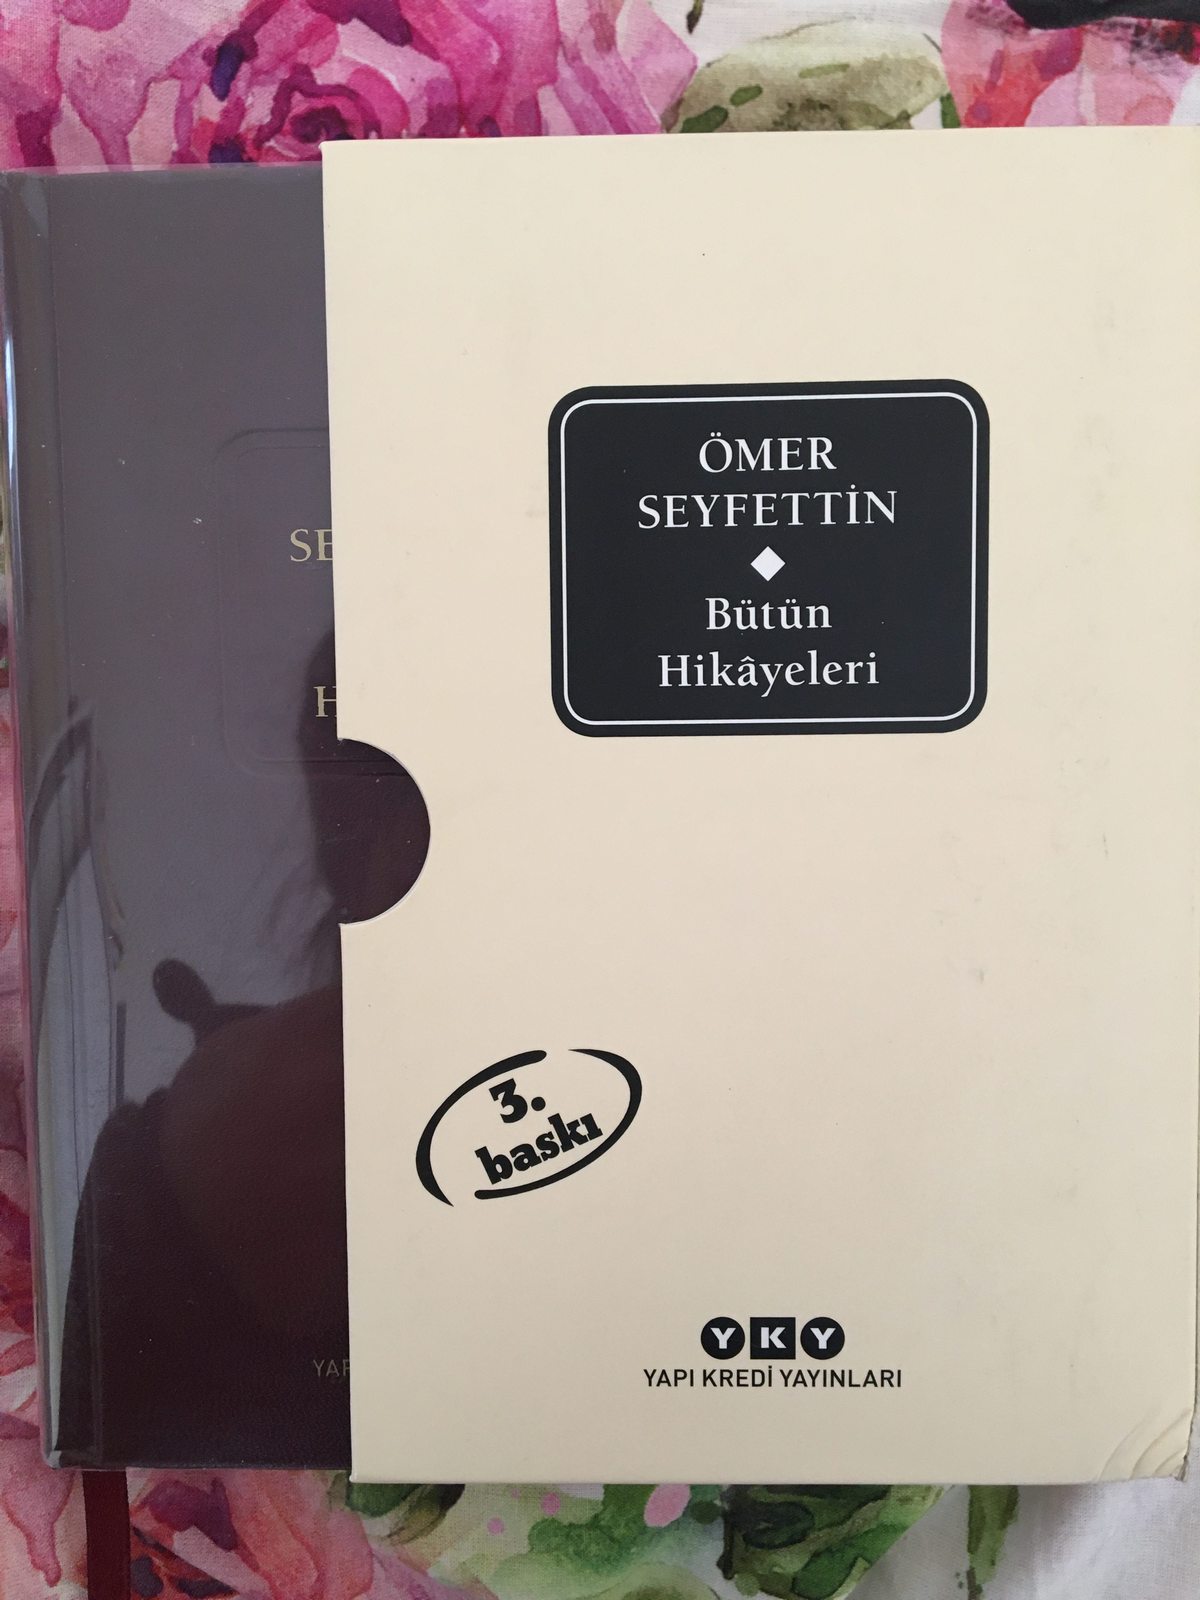 ÖMER
SEYFETTİN
Bütün
Hikâyeleri
3.
baskı
YKY
YAPI KREDİ YAYINLARI